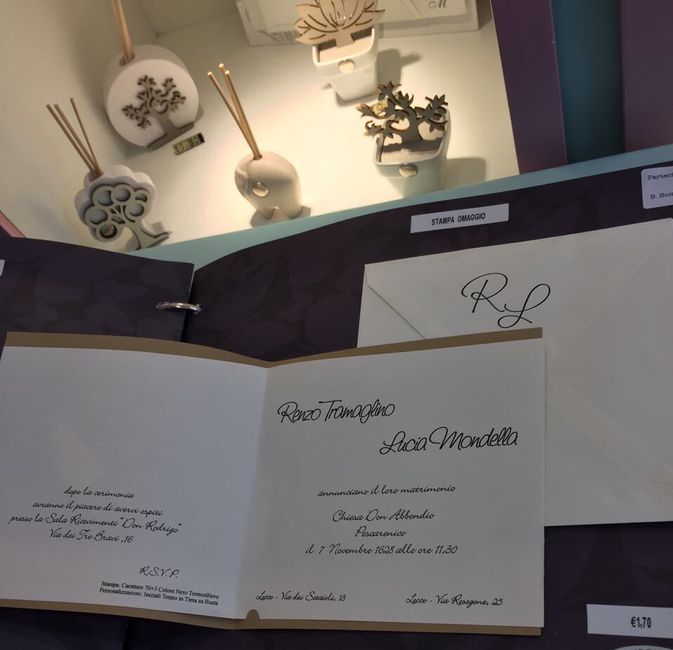 STAMPA OMAGGIO
Partec
B. Bom
RL
Renzo Tramaglino
Lucia Mondella
annunciano il loro matrimonio
Chiesa Don Abbondio
Pescarenico
il 7 Novembre 1628 alle ore 11,30
Lecco - Via dei Setaioli, 13
Lecco - Via Resegone, 25
dopo la cerimonia
avranno il piacere di avervi ospiti
presso la Sala Ricevimenti "Don Rodrigo"
Via dei Tre Bravi ,16
R.S.V.P.
Stampa: Carattere 70+3 Colore Nero Termorilievo
Personalizzazioni: Iniziali Termo in Tinta su Busta
€1,70